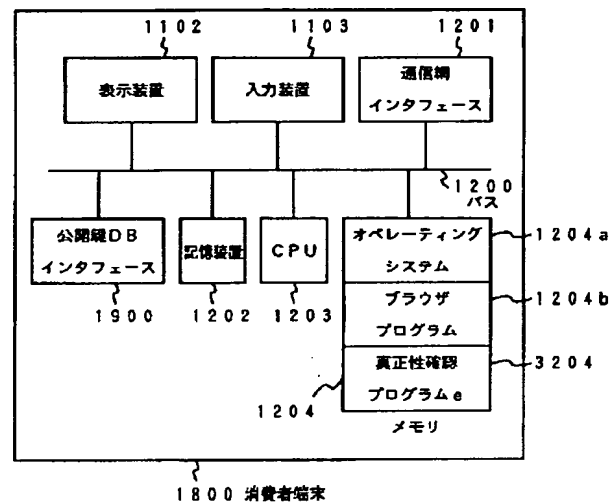 1102
1103
1201
表示装置
入力装置
通信網
インタフェース
1200
バス
公開鍵DB
インタフェース
記憶装置
CPU
オペレーティング
システム
ブラウザ
プログラム
真正性確認
プログラムe
1204a
1204b
3204
1900
1202
1203
1204
メモリ
1800 消費者端末